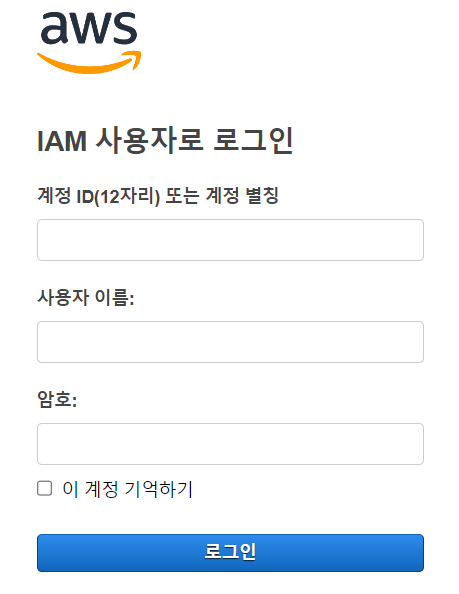 aws
IAM 사용자로 로그인
계정 ID(12자리) 또는 계정 별칭
사용자 이름:
암호:
이 계정 기억하기
로그인